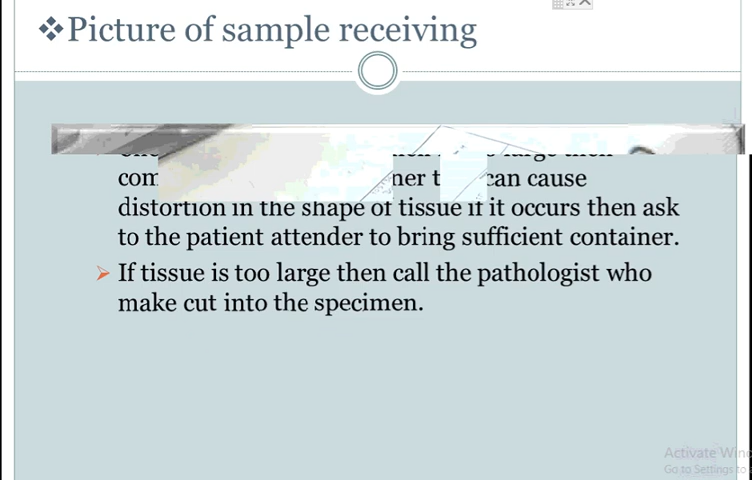 ❖Picture of sample receiving
large then
com ner t can cause
distortion in the shape of tissue if it occurs then ask
to the patient attender to bring sufficient container.
➢ If tissue is too large then call the pathologist who
make cut into the specimen.
Activate Win
Go to Settings to